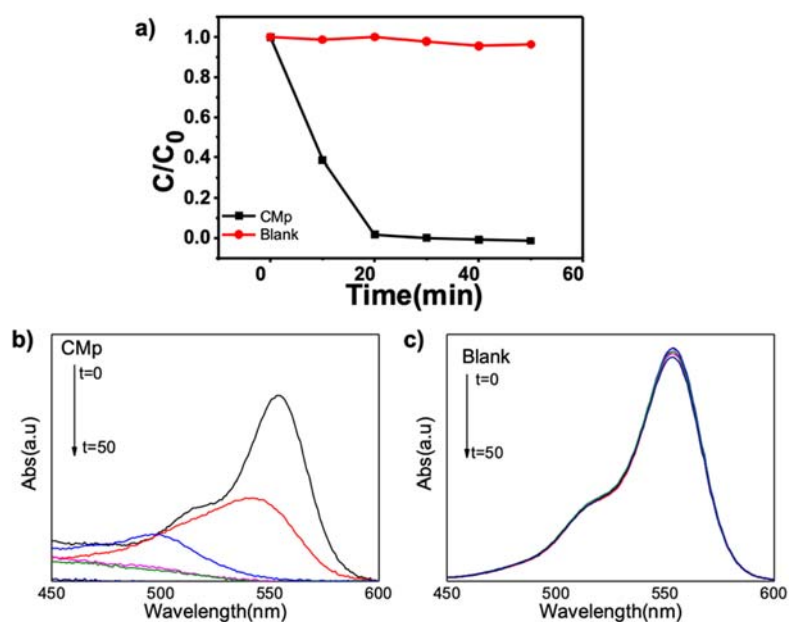 a)
1.0
0.8
0.6
0.4
0.2
0.0
C/C₀
CMp
Blank
0 20 40 60
Time(min)
b)
CMp
t=0
t=50
Abs(a.u)
450 500 550 600
Wavelength(nm)
c)
Blank
t=0
t=50
Abs(a.u)
450 500 550 600
Wavelength(nm)